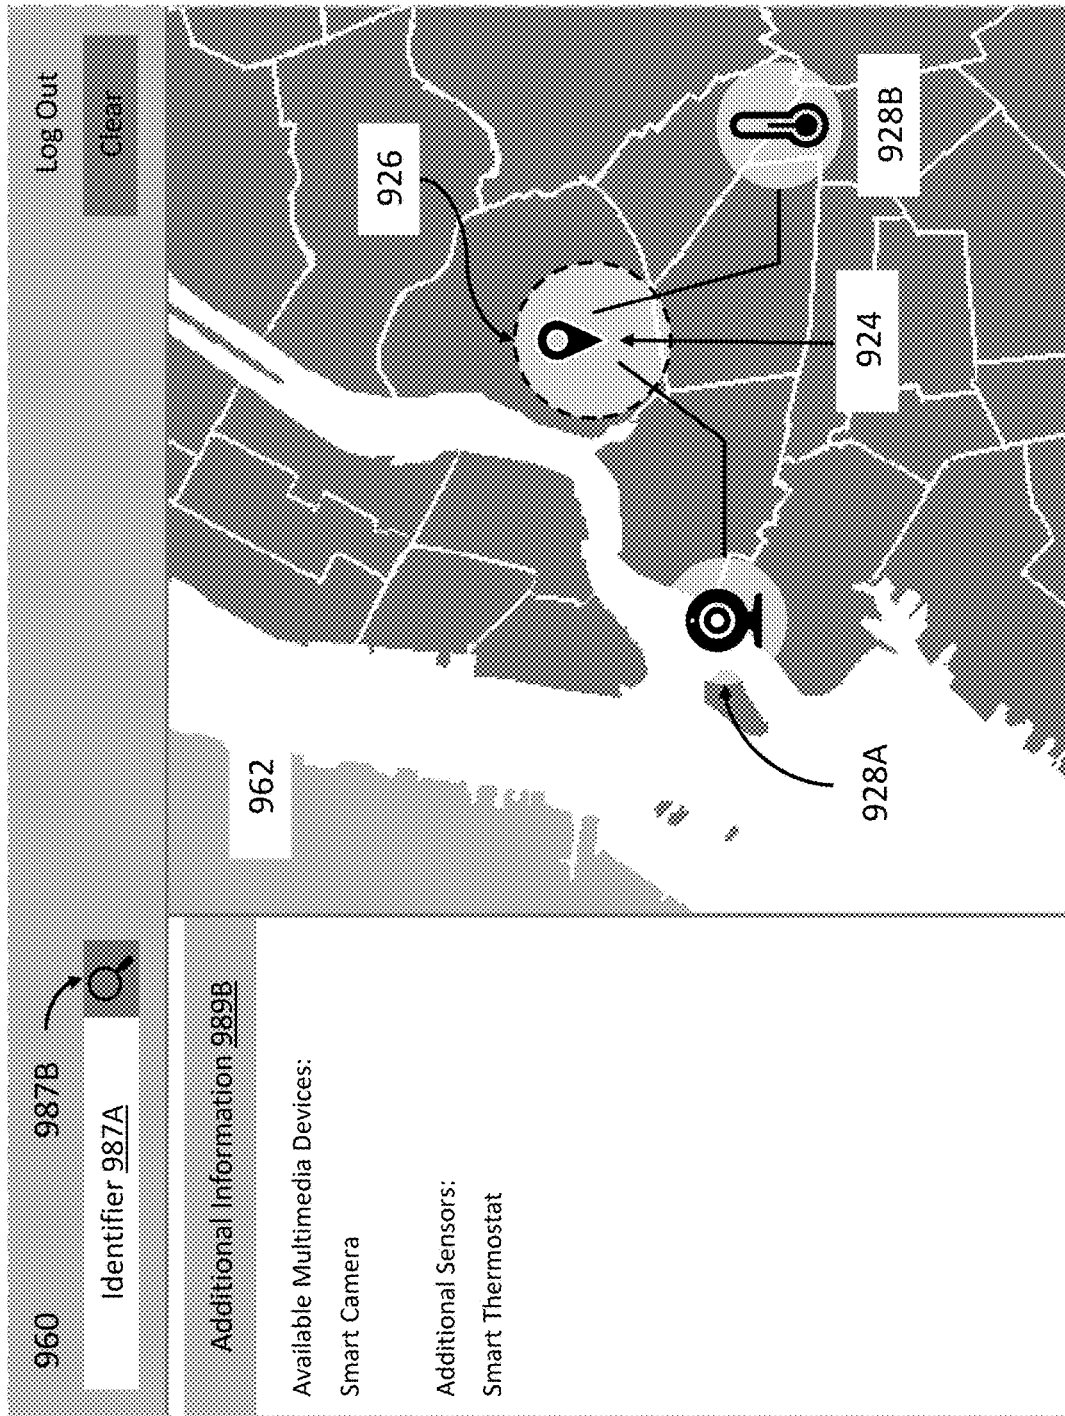 960
987B
Log Out
Identifier 987A
Clear
Additional Information 989B
Available Multimedia Devices:
Smart Camera
Additional Sensors:
Smart Thermostat
962
926
928A
924
928B